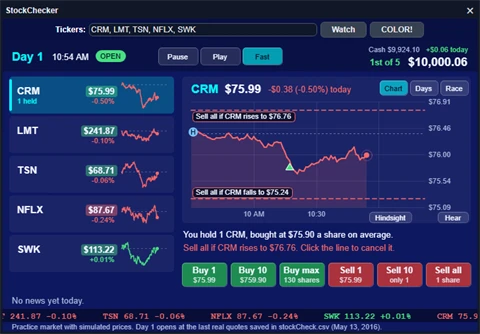 StockChecker
Tickers: CRM, LMT, TSN, NFLX, SWK Watch COLOR!
Day 1 10:54 AM OPEN Pause Play Fast Cash $9,924.10 +$0.06 today
1st of 5 $10,000.06
CRM $75.99
1 held -0.50%
LMT $241.87
-0.10%
TSN $68.71
-0.06%
NFLX $87.67
-0.24%
SWK $113.22
+0.01%
No news yet today.
CRM $75.99 -$0.38 (-0.50%) today Chart Days Race
$76.91
Sell all if CRM rises to $76.76
$76.46
H
$76.00
$75.54
Sell all if CRM falls to $75.24
$75.09
10 AM 10:30
Hindsight Hear
You hold 1 CRM, bought at $75.90 a share on average.
Sell all if CRM rises to $76.76. Click the line to cancel it.
Buy 1 Buy 10 Buy max Sell 1 Sell 10 Sell all
$75.99 $759.90 130 shares $75.99 only 1 1 share
241.87 -0.10% TSN 68.71 -0.06% NFLX 87.67 -0.24% SWK 113.22 +0.01% CRM 75.9
Practice market with simulated prices. Day 1 opens at the last real quotes saved in stockCheck.csv (May 13, 2016).